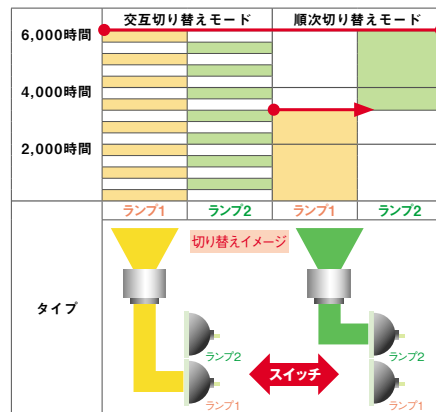 交互切り替えモード 順次切り替えモード
6,000時間
4,000時間
2,000時間
ランプ1 ランプ2 ランプ1 ランプ2
切り替えイメージ
タイプ
ランプ2 ランプ2
スイッチ
ランプ1 ランプ1